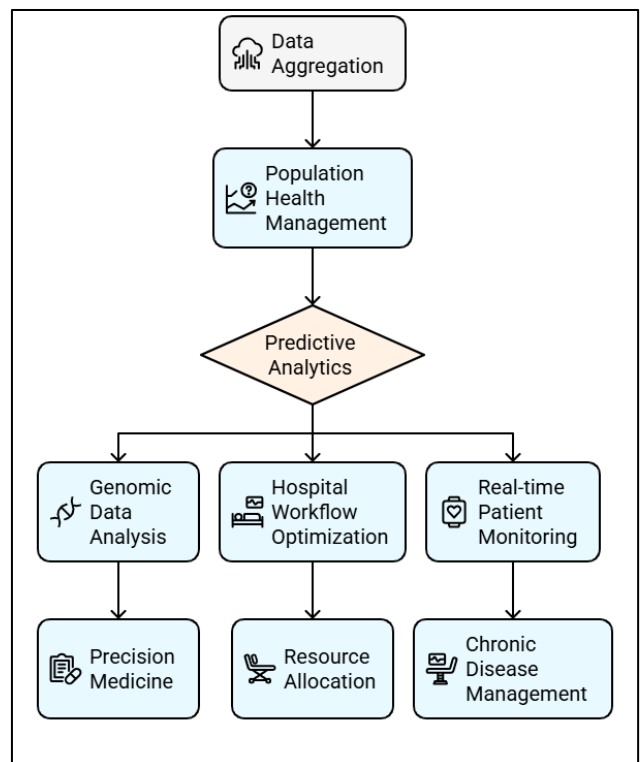 Data
Aggregation
Population
Health
Management
Predictive
Analytics
Genomic
Data
Analysis
Hospital
Workflow
Optimization
Real-time
Patient
Monitoring
Precision
Medicine
Resource
Allocation
Chronic
Disease
Management